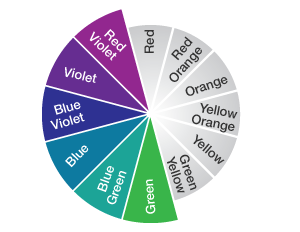 Red
Red
Orange
Orange
Yellow
Orange
Yellow
Green
Yellow
Green
Blue
Green
Blue
Blue
Violet
Violet
Red
Violet